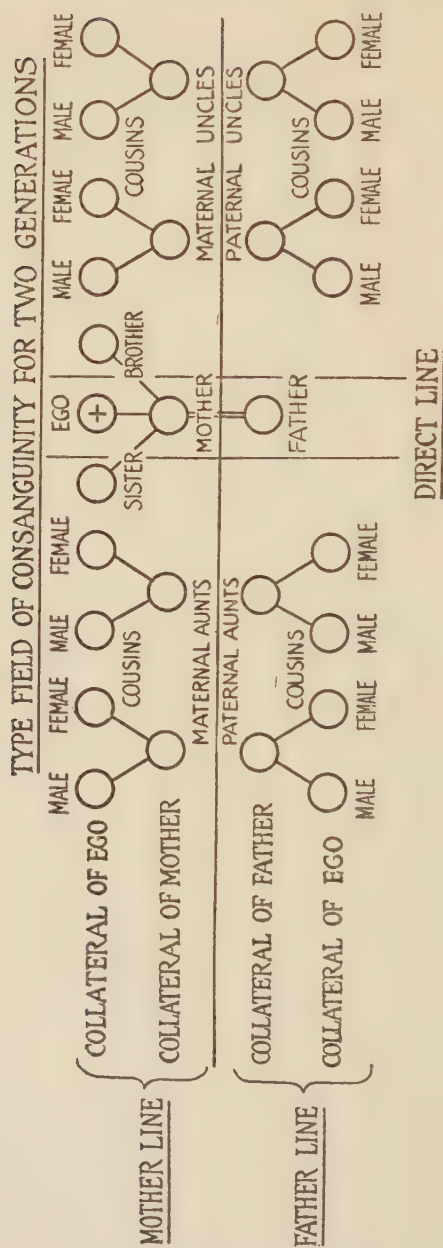 TYPE FIELD OF CONSANGUINITY FOR TWO GENERATIONS
MALE FEMALE MALE FEMALE EGO MALE FEMALE MALE FEMALE
COLLATERAL OF EGO
COUSINS SISTER BROTHER COUSINS
COLLATERAL OF MOTHER
MOTHER LINE
MATERNAL AUNTS MOTHER MATERNAL UNCLES
PATERNAL AUNTS PATERNAL UNCLES
COLLATERAL OF FATHER
FATHER
COUSINS COUSINS
FATHER LINE
COLLATERAL OF EGO
MALE FEMALE MALE FEMALE MALE FEMALE MALE FEMALE
DIRECT LINE